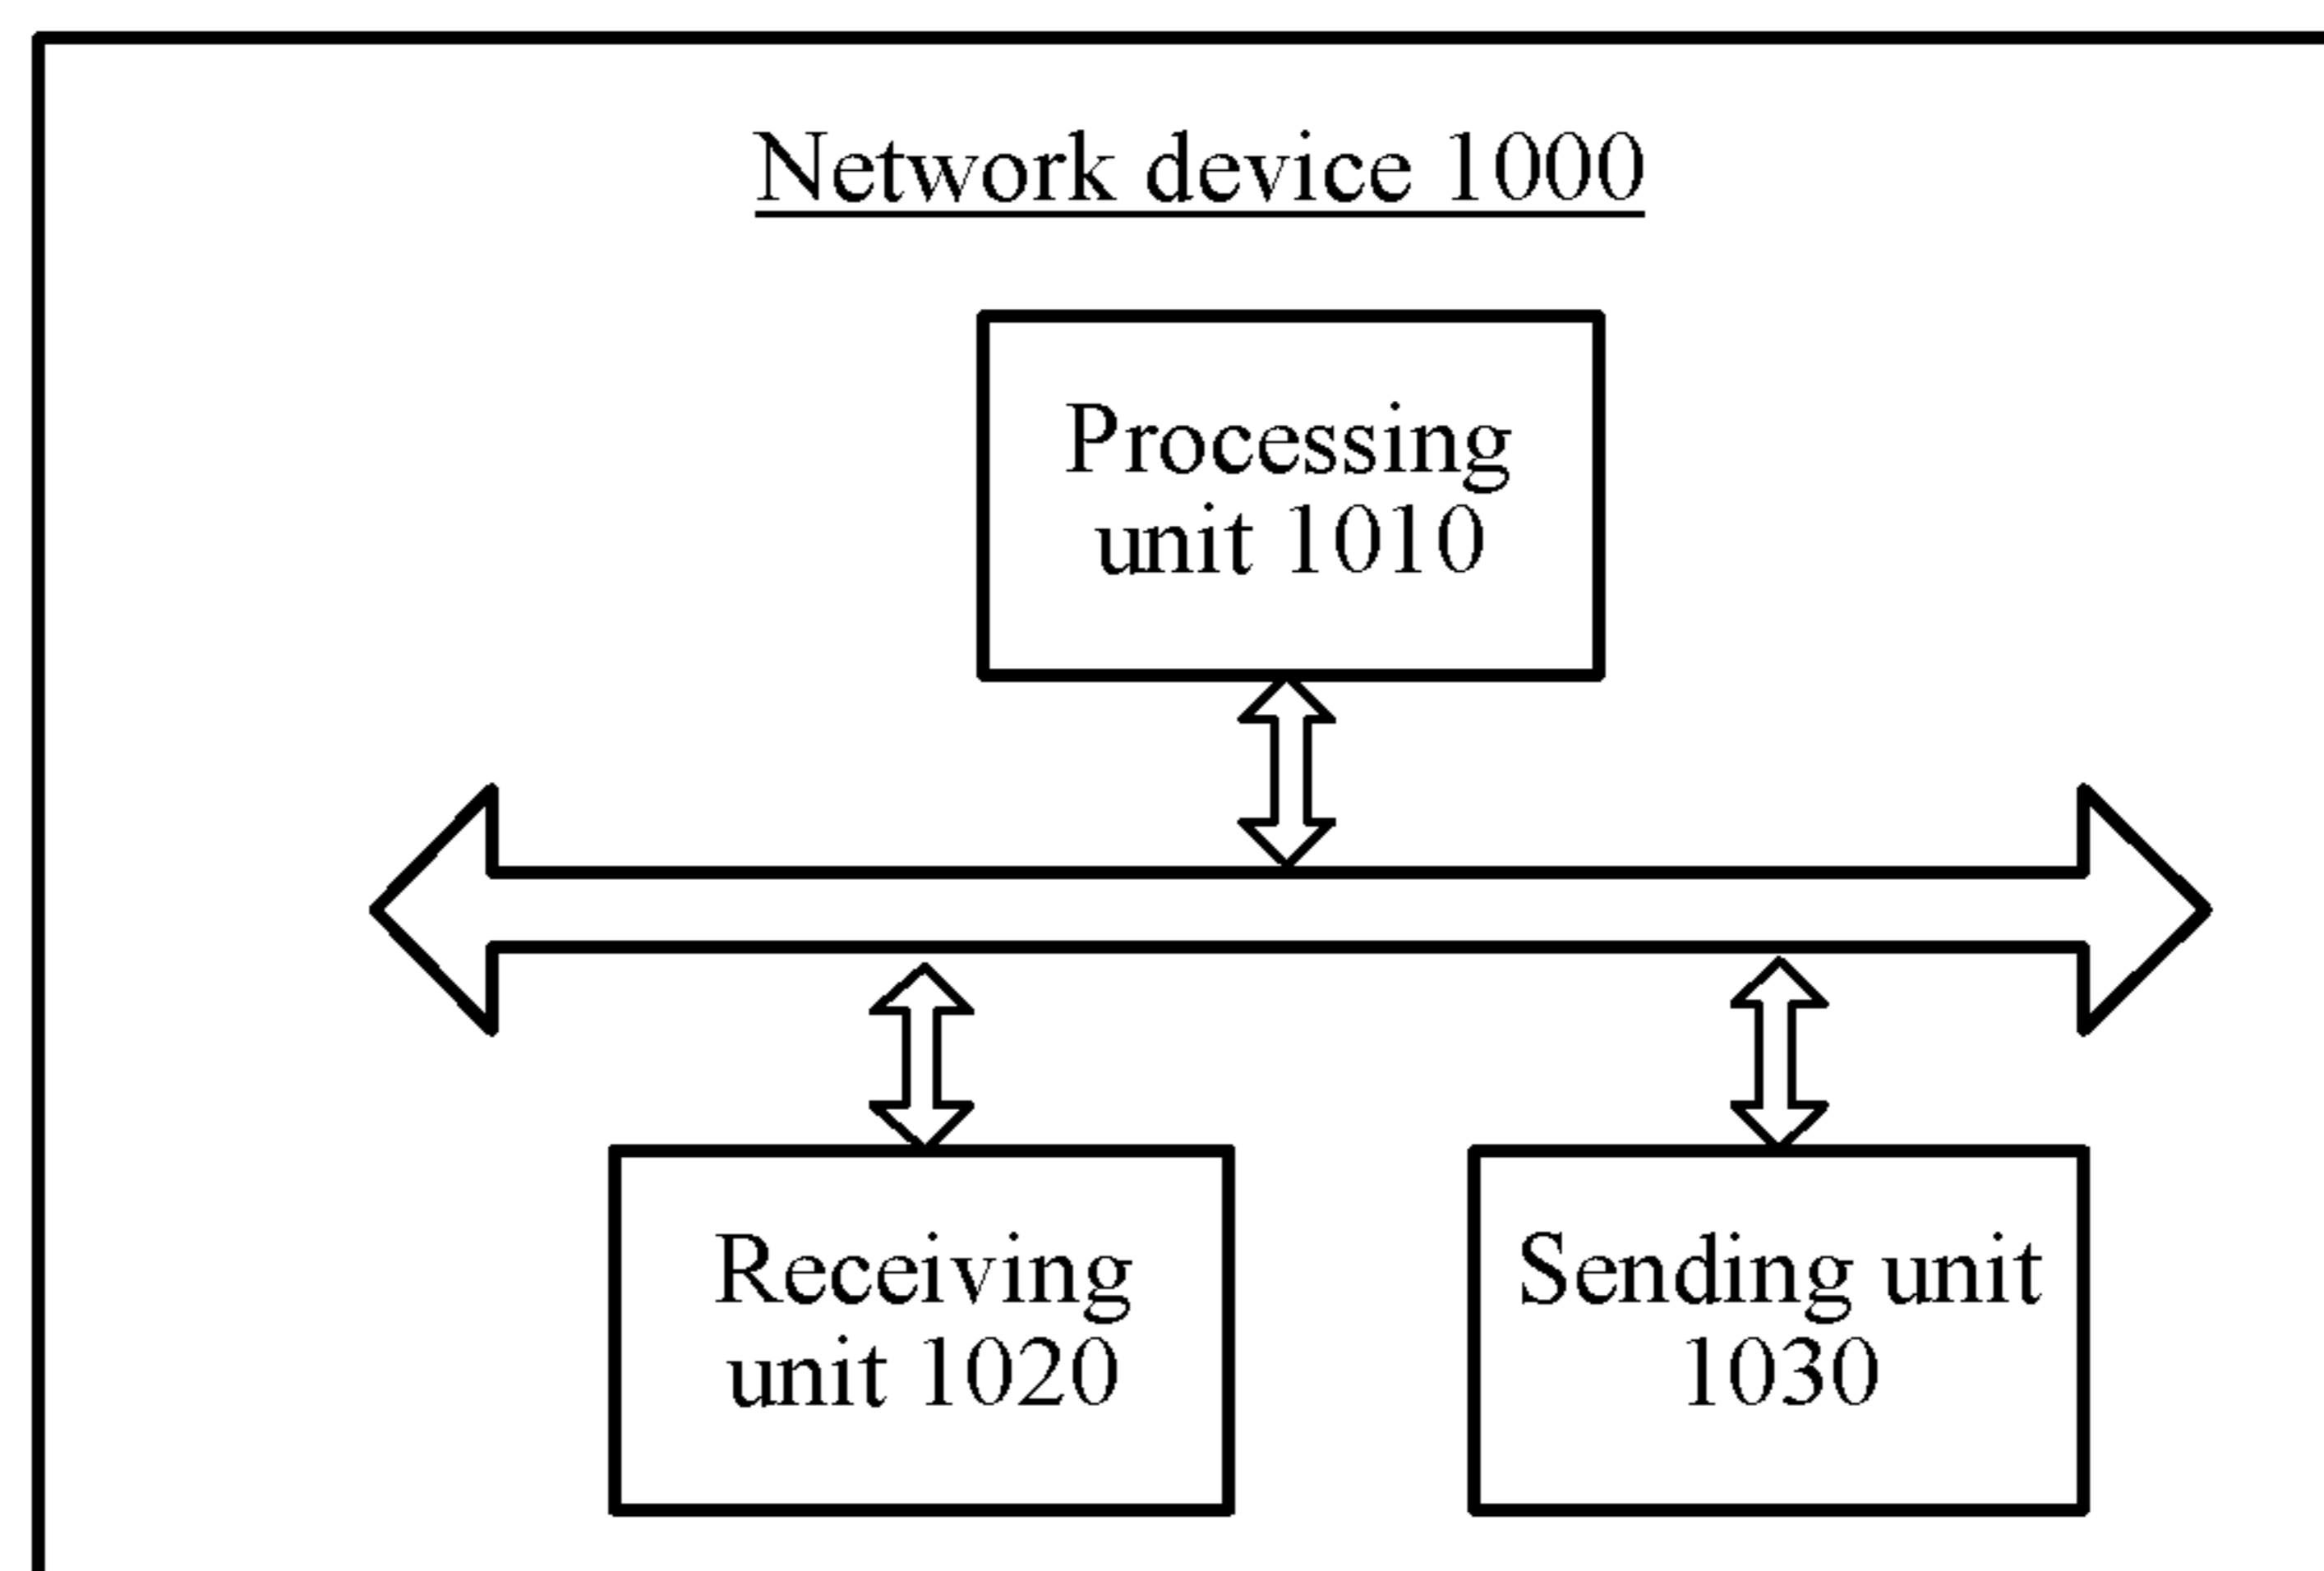 Network device 1000
Processing
unit 1010
Receiving
unit 1020
Sending unit
1030